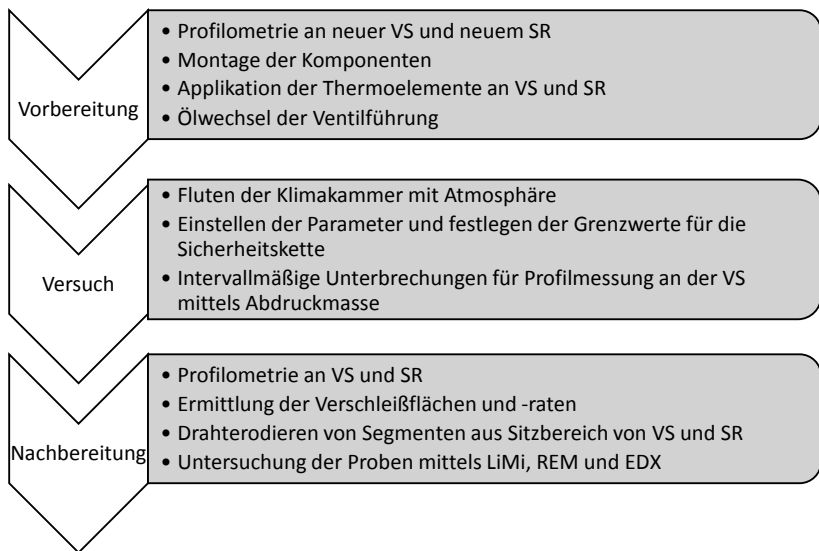 Vorbereitung
• Profilometrie an neuer VS und neuem SR
• Montage der Komponenten
• Applikation der Thermoelemente an VS und SR
• Ölwechsel der Ventilführung
Versuch
• Fluten der Klimakammer mit Atmosphäre
• Einstellen der Parameter und festlegen der Grenzwerte für die
Sicherheitskette
• Intervallmäßige Unterbrechungen für Profilmessung an der VS
mittels Abdruckmasse
Nachbereitung
• Profilometrie an VS und SR
• Ermittlung der Verschleißflächen und -raten
• Drahterodieren von Segmenten aus Sitzbereich von VS und SR
• Untersuchung der Proben mittels LiMi, REM und EDX